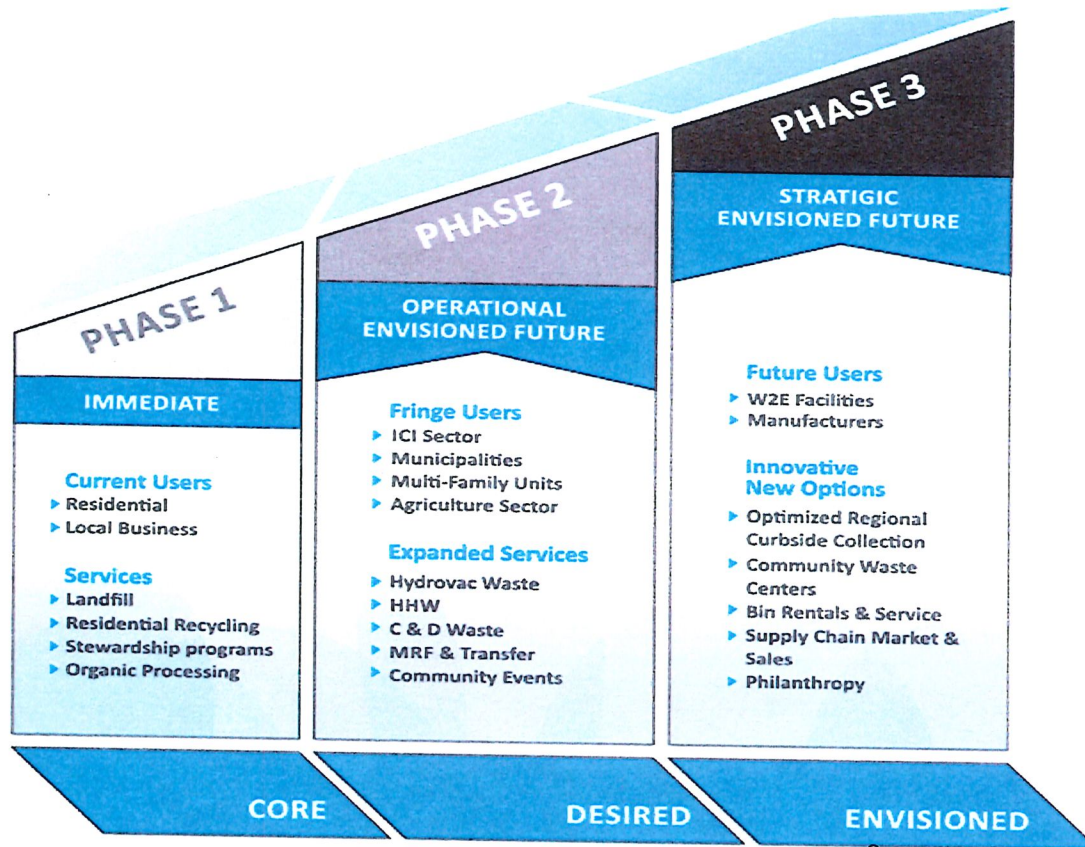 PHASE 1
IMMEDIATE
Current Users
Residential
Local Business
Services
Landfill
Residential Recycling
Stewardship programs
Organic Processing
CORE
PHASE 2
OPERATIONAL
ENVISIONED FUTURE
Fringe Users
ICI Sector
Municipalities
Multi-Family Units
Agriculture Sector
Expanded Services
Hydrovac Waste
HHW
C & D Waste
MRF & Transfer
Community Events
DESIRED
PHASE 3
STRATIGIC
ENVISIONED FUTURE
Future Users
W2E Facilities
Manufacturers
Innovative
New Options
Optimized Regional
Curbside Collection
Community Waste
Centers
Bin Rentals & Service
Supply Chain Market &
Sales
Philanthropy
ENVISIONED